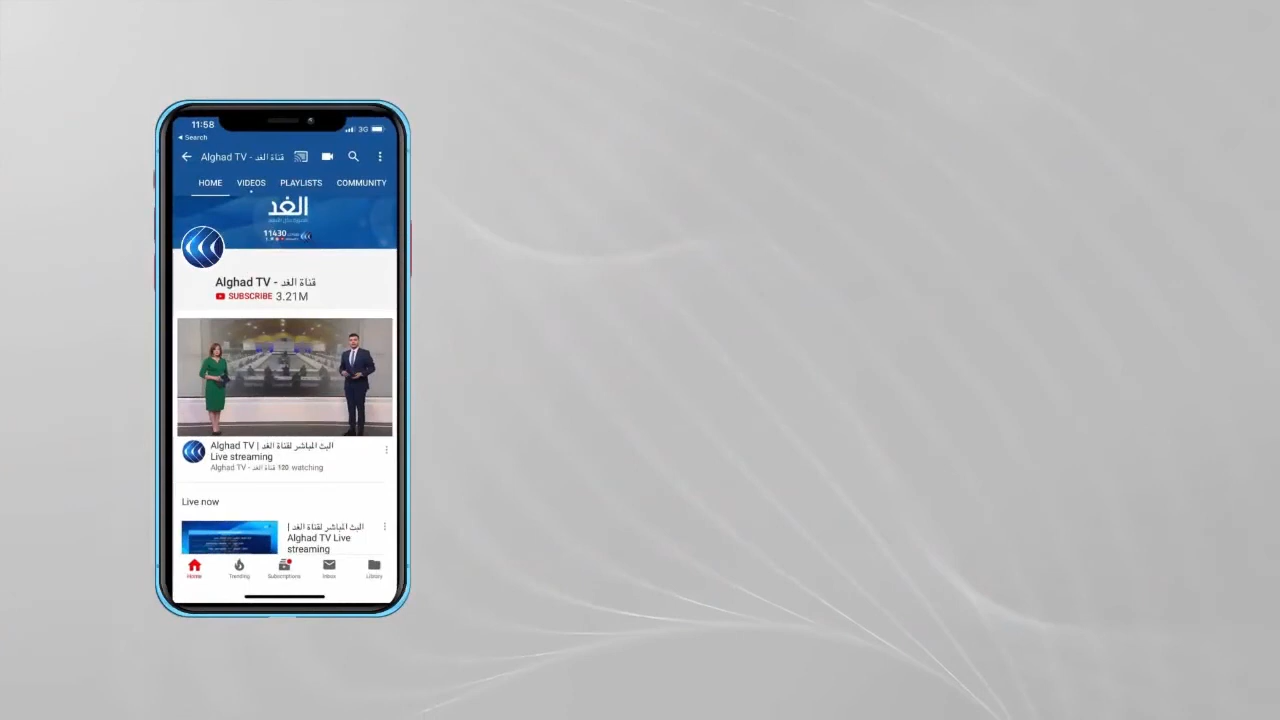 11:58
3G
Search
Alghad TV - قناة الغد
HOME VIDEOS PLAYLISTS COMMUNITY
الغد
11430
Alghad TV - قناة الغد
SUBSCRIBE 3.21M
Alghad TV | البث المباشر لقناة الغد
Live streaming
Alghad TV - قناة الغد 120 watching
Live now
البث المباشر لقناة الغد |
Alghad TV Live
streaming
Home Trending Subscriptions Inbox Library